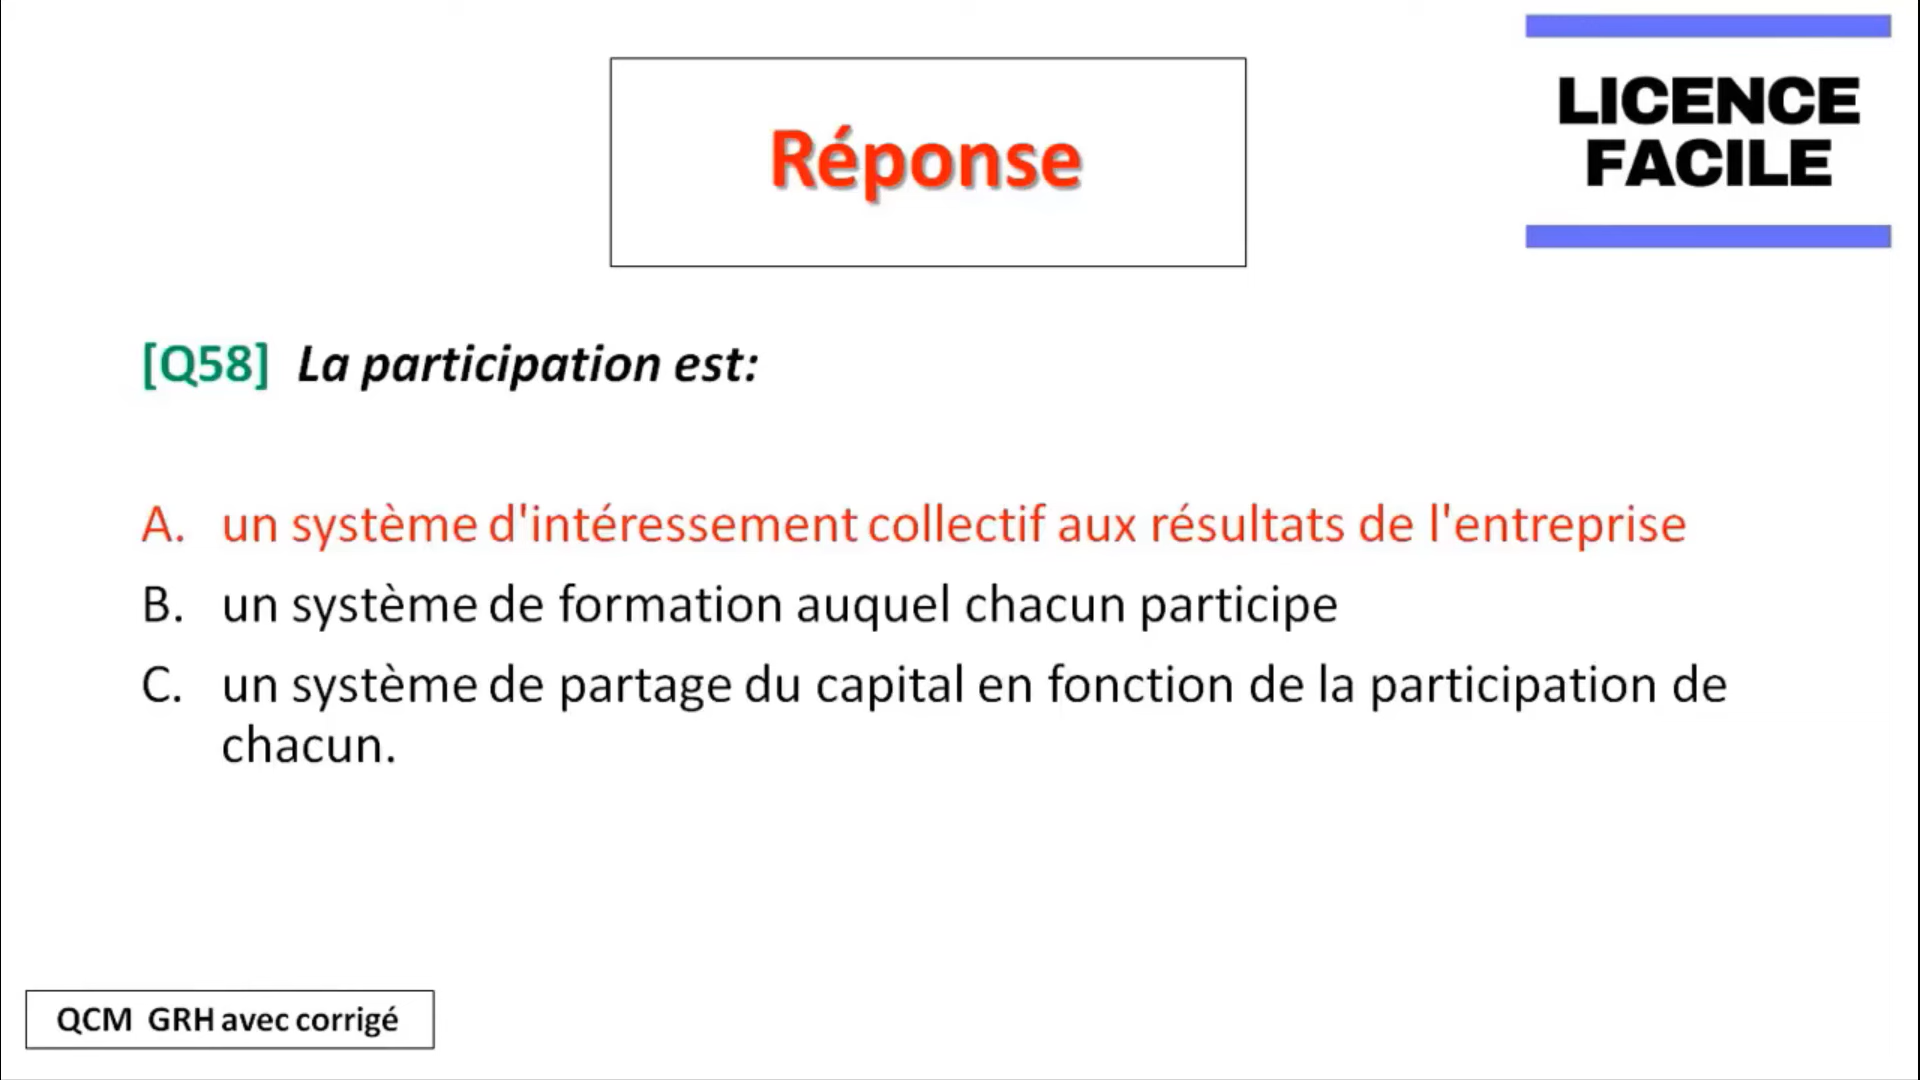 LICENCE
FACILE
Réponse
[Q58] La participation est:
A. un système d'intéressement collectif aux résultats de l'entreprise
B. un système de formation auquel chacun participe
C. un système de partage du capital en fonction de la participation de
chacun.
QCM GRH avec corrigé